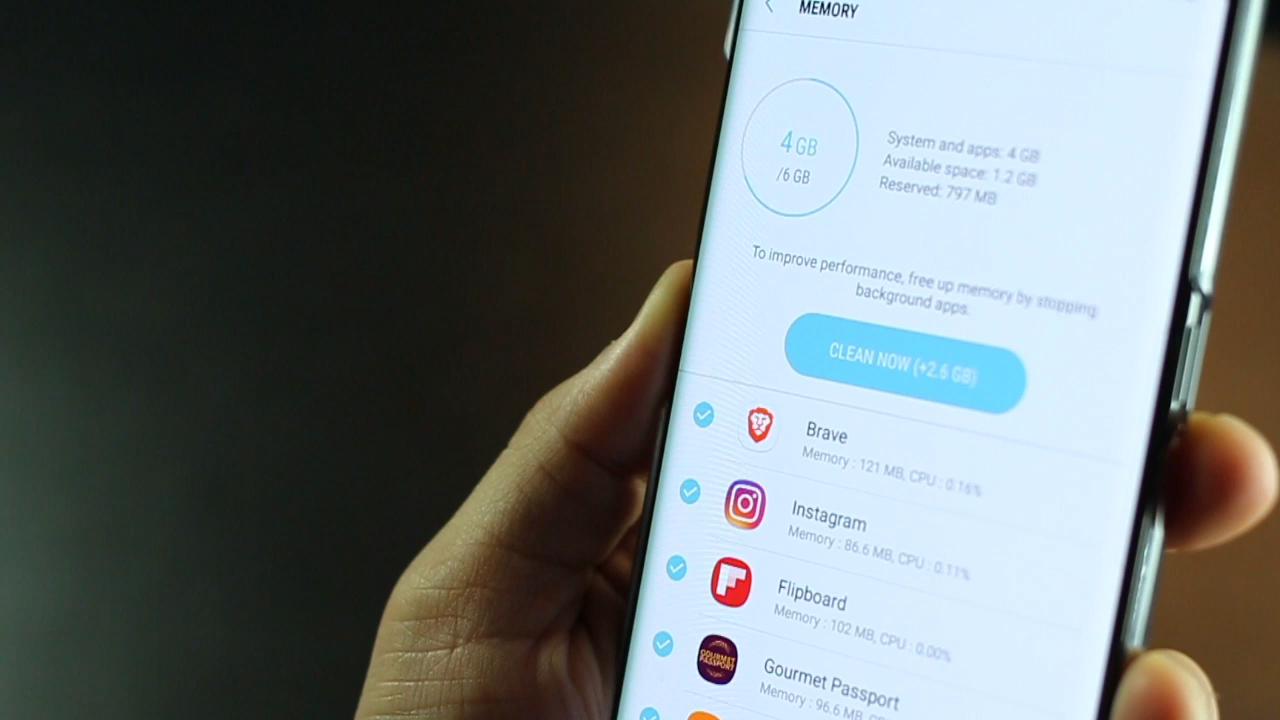 MEMORY
4 GB
/6 GB
System and apps: 4 GB
Available space: 1.2 GB
Reserved: 797 MB
To improve performance, free up memory by stopping
background apps.
CLEAN NOW (+2.6 GB)
Brave
Memory : 121 MB, CPU : 0.16%
Instagram
Memory : 86.6 MB, CPU : 0.11%
Flipboard
Memory : 102 MB, CPU : 0.00%
GOURMET
PASSPORT
Gourmet Passport
Memory : 96.6 MB,